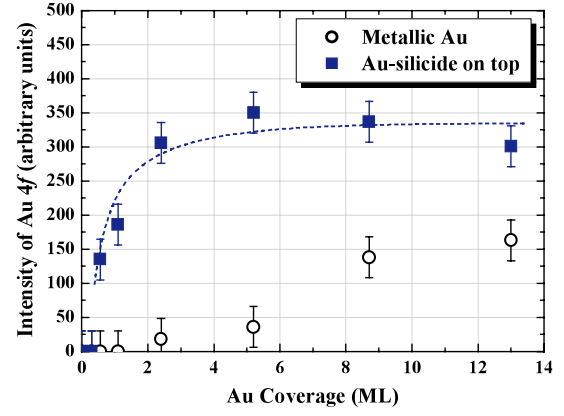 500
450
400
350
300
250
200
150
100
50
0
Intensity of Au 4f (arbitrary units)
Metallic Au
Au-silicide on top
0 2 4 6 8 10 12 14
Au Coverage (ML)